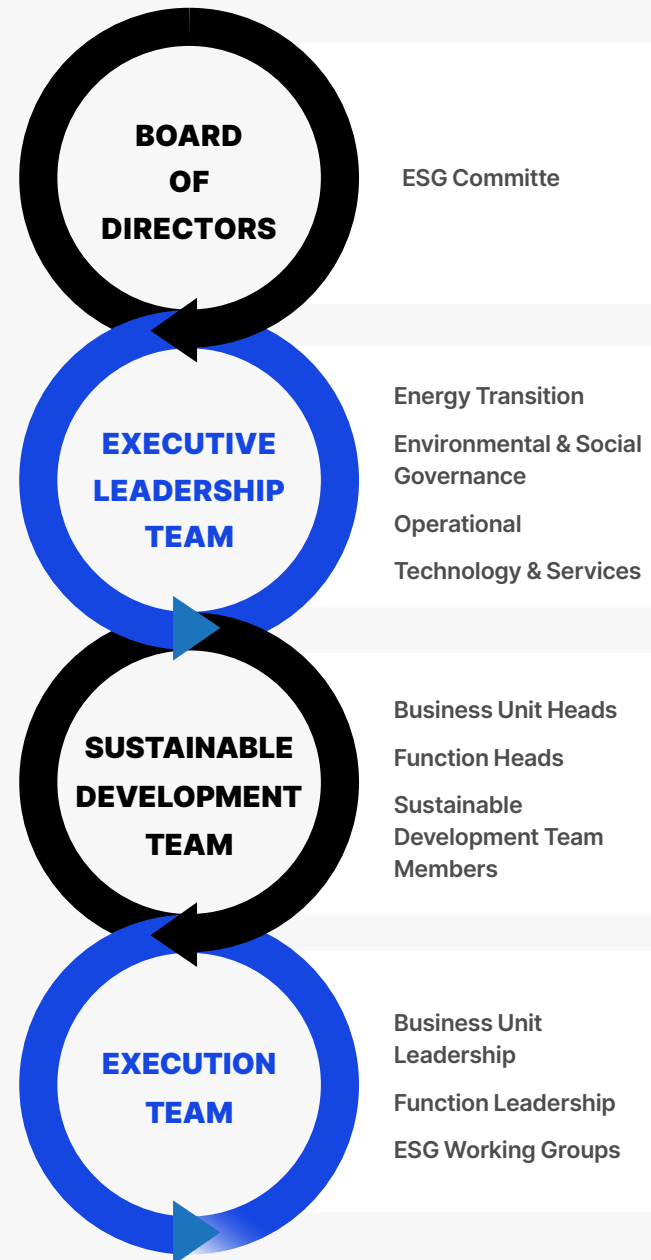 BOARD
OF
DIRECTORS
ESG Committe
EXECUTIVE
LEADERSHIP
TEAM
Energy Transition
Environmental & Social
Governance
Operational
Technology & Services
SUSTAINABLE
DEVELOPMENT
TEAM
Business Unit Heads
Function Heads
Sustainable
Development Team
Members
EXECUTION
TEAM
Business Unit
Leadership
Function Leadership
ESG Working Groups